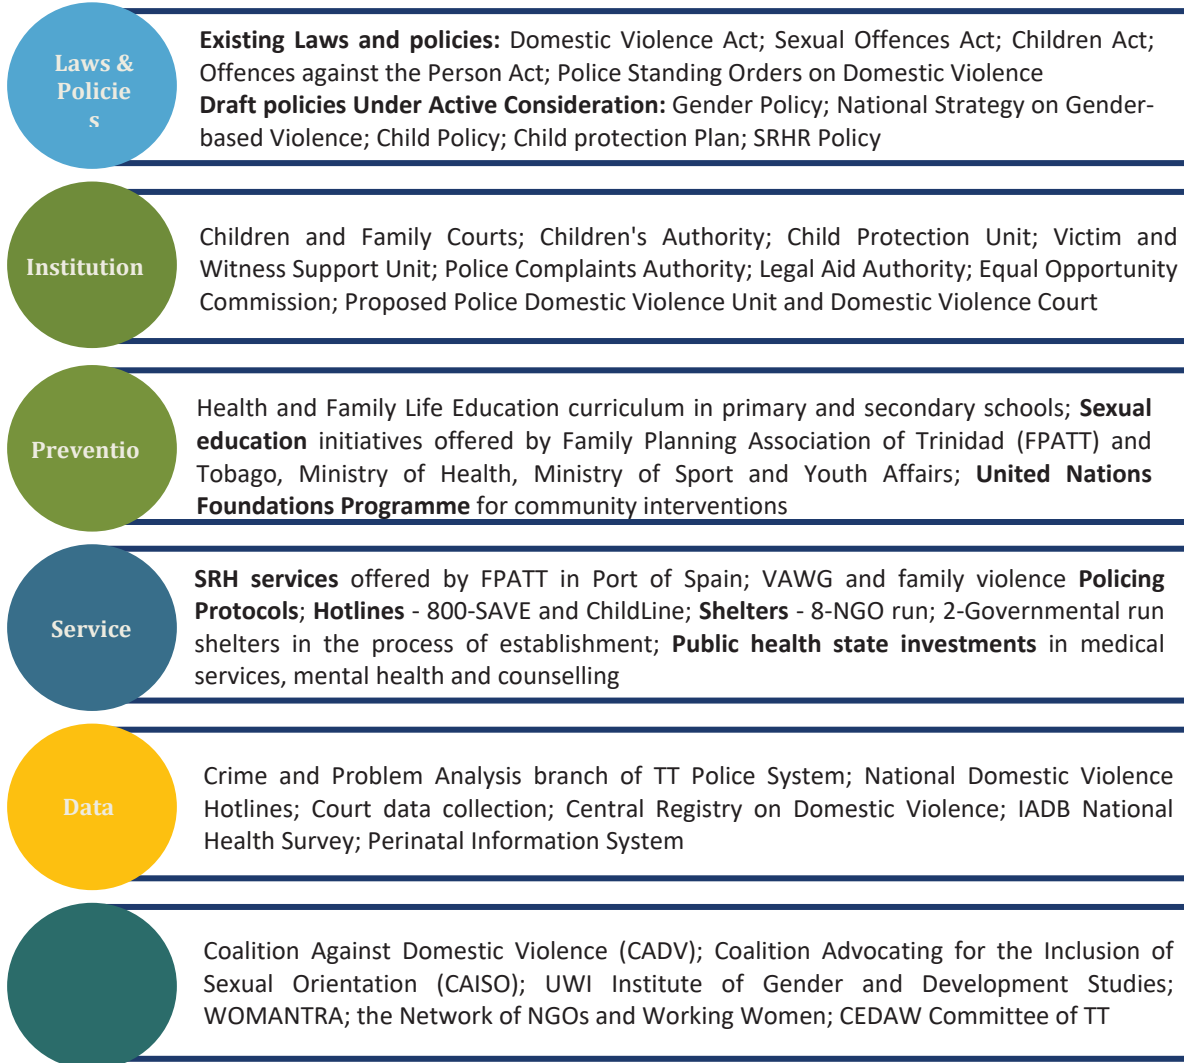 Laws &
Policie
s
Existing Laws and policies: Domestic Violence Act; Sexual Offences Act; Children Act;
Offences against the Person Act; Police Standing Orders on Domestic Violence
Draft policies Under Active Consideration: Gender Policy; National Strategy on Gender-
based Violence; Child Policy; Child protection Plan; SRHR Policy
Institution
Children and Family Courts; Children's Authority; Child Protection Unit; Victim and
Witness Support Unit; Police Complaints Authority; Legal Aid Authority; Equal Opportunity
Commission; Proposed Police Domestic Violence Unit and Domestic Violence Court
Preventio
Health and Family Life Education curriculum in primary and secondary schools; Sexual
education initiatives offered by Family Planning Association of Trinidad (FPATT) and
Tobago, Ministry of Health, Ministry of Sport and Youth Affairs; United Nations
Foundations Programme for community interventions
Service
SRH services offered by FPATT in Port of Spain; VAWG and family violence Policing
Protocols; Hotlines - 800-SAVE and ChildLine; Shelters - 8-NGO run; 2-Governmental run
shelters in the process of establishment; Public health state investments in medical
services, mental health and counselling
Data
Crime and Problem Analysis branch of TT Police System; National Domestic Violence
Hotlines; Court data collection; Central Registry on Domestic Violence; IADB National
Health Survey; Perinatal Information System
Coalition Against Domestic Violence (CADV); Coalition Advocating for the Inclusion of
Sexual Orientation (CAISO); UWI Institute of Gender and Development Studies;
WOMANTRA; the Network of NGOs and Working Women; CEDAW Committee of TT